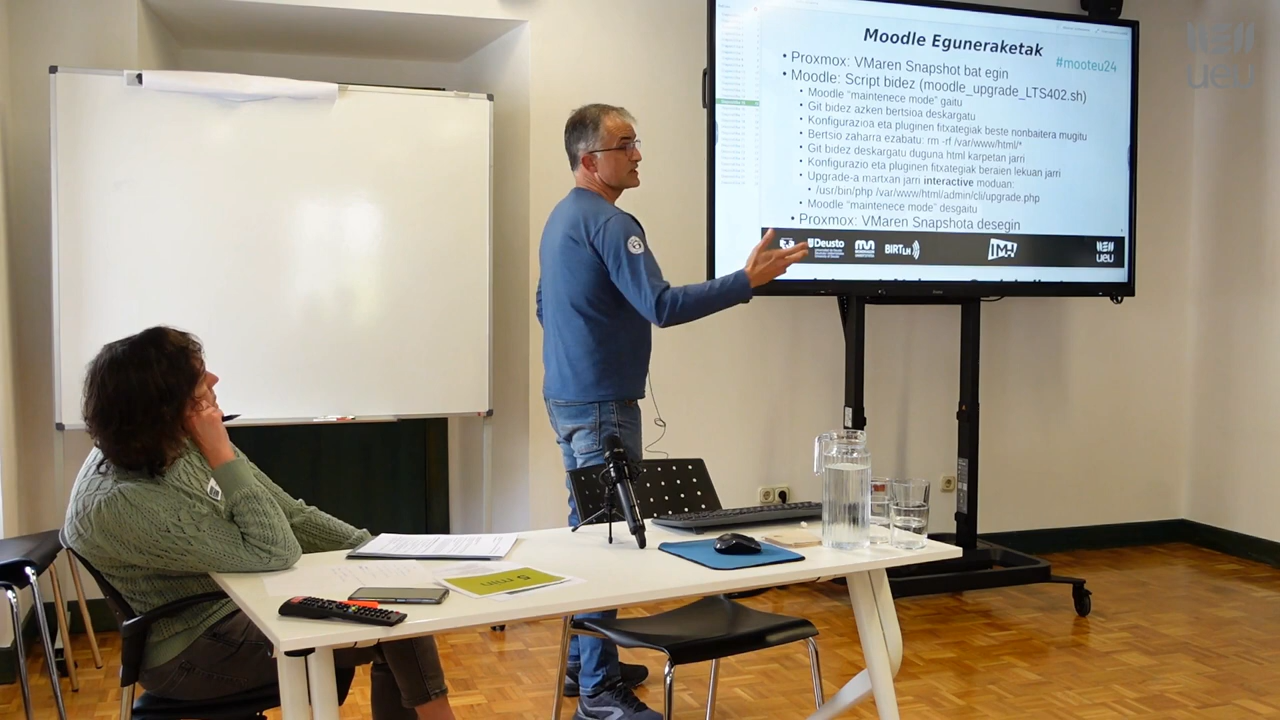 Moodle Eguneraketak
#mooteu24
• Proxmox: VMaren Snapshot bat egin
• Moodle: Script bidez (moodle_upgrade_LTS402.sh)
• Moodle “maintenece mode” gaitu
• Git bidez azken bertsioa deskargatu
• Konfigurazioa eta pluginen fitxategiak beste nonbaitera mugitu
• Bertsio zaharra ezabatu: rm -rf /var/www/html/*
• Git bidez deskargatu duguna html karpetan jarri
• Konfigurazio eta pluginen fitxategiak beraien lekuan jarri
• Upgrade-a martxan jarri interactive moduan:
• /usr/bin/php /var/www/html/admin/cli/upgrade.php
• Moodle “maintenece mode” desgaitu
• Proxmox: VMaren Snapshota desegin
Deusto
BIRTLH
IMH
ueu
ueu
5 min